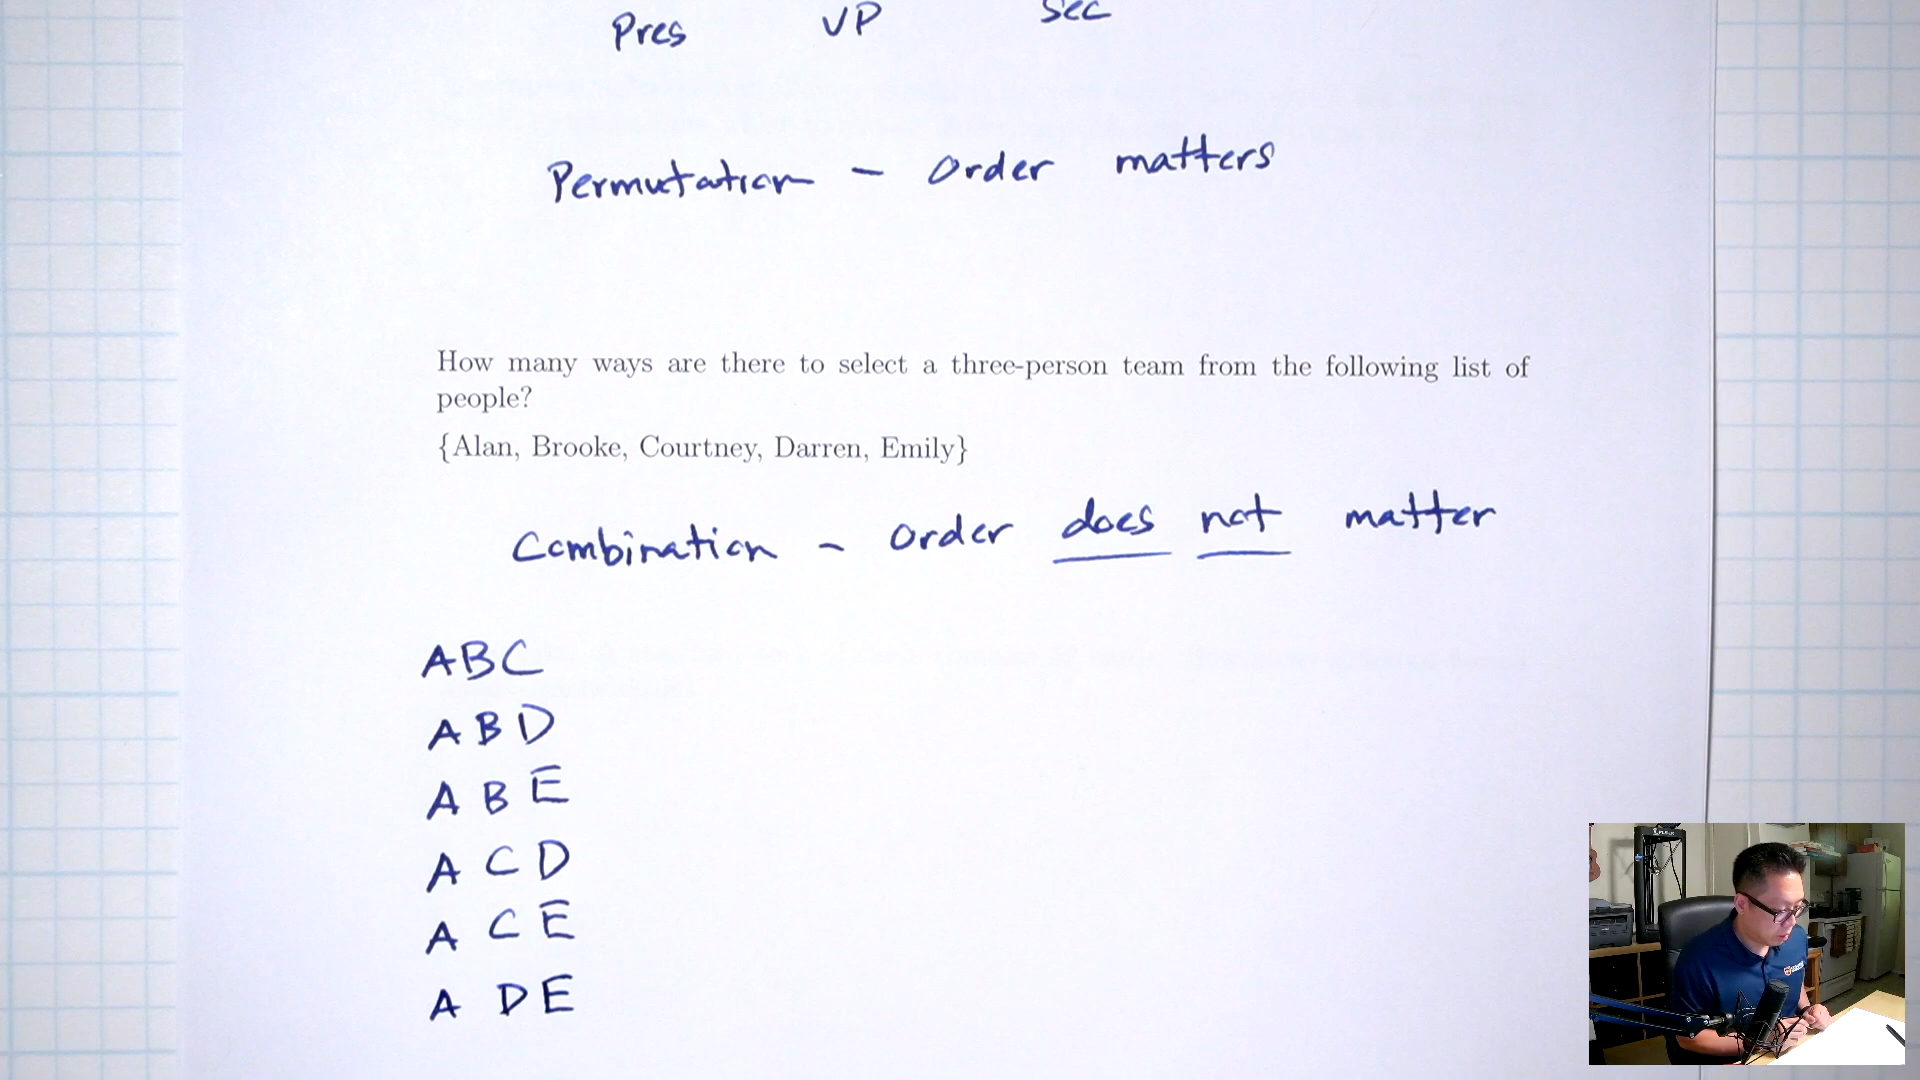 Pres VP Sec
Permutation - Order matters
How many ways are there to select a three-person team from the following list of
people?
{Alan, Brooke, Courtney, Darren, Emily}
Combination - Order does not matter
ABC
ABD
ABE
ACD
ACE
ADE